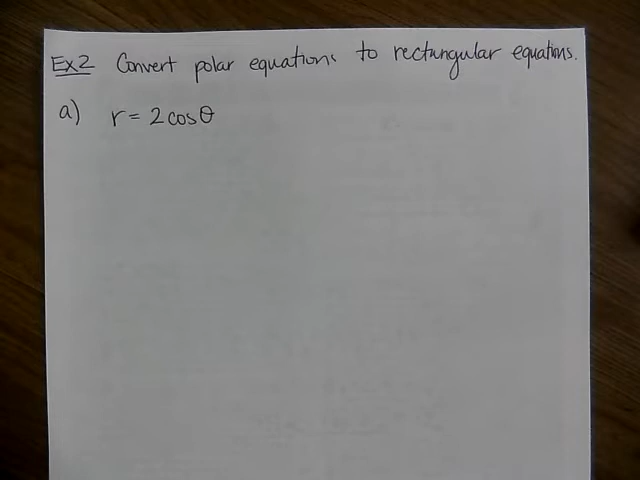 Ex2 Convert polar equations to rectangular equations.
a) r = 2cosθ